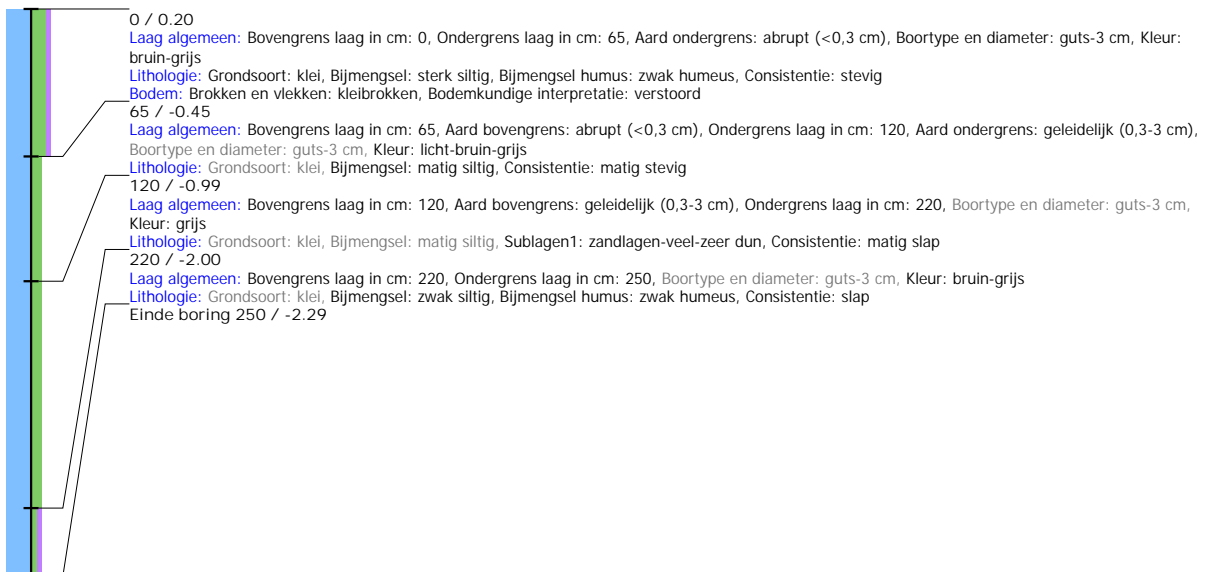 0 / 0.20
Laag algemeen: Bovengrens laag in cm: 0, Ondergrens laag in cm: 65, Aard ondergrens: abrupt (<0,3 cm), Boortype en diameter: guts-3 cm, Kleur:
bruin-grijs
Lithologie: Grondsoort: klei, Bijmengsel: sterk siltig, Bijmengsel humus: zwak humeus, Consistentie: stevig
Bodem: Brokken en vlekken: kleibrokken, Bodemkundige interpretatie: verstoord
65 / -0.45
Laag algemeen: Bovengrens laag in cm: 65, Aard bovengrens: abrupt (<0,3 cm), Ondergrens laag in cm: 120, Aard ondergrens: geleidelijk (0,3-3 cm),
Boortype en diameter: guts-3 cm, Kleur: licht-bruin-grijs
Lithologie: Grondsoort: klei, Bijmengsel: matig siltig, Consistentie: matig stevig
120 / -0.99
Laag algemeen: Bovengrens laag in cm: 120, Aard bovengrens: geleidelijk (0,3-3 cm), Ondergrens laag in cm: 220, Boortype en diameter: guts-3 cm,
Kleur: grijs
Lithologie: Grondsoort: klei, Bijmengsel: matig siltig, Sublagen1: zandlagen-veel-zeer dun, Consistentie: matig slap
220 / -2.00
Laag algemeen: Bovengrens laag in cm: 220, Ondergrens laag in cm: 250, Boortype en diameter: guts-3 cm, Kleur: bruin-grijs
Lithologie: Grondsoort: klei, Bijmengsel: zwak siltig, Bijmengsel humus: zwak humeus, Consistentie: slap
Einde boring 250 / -2.29